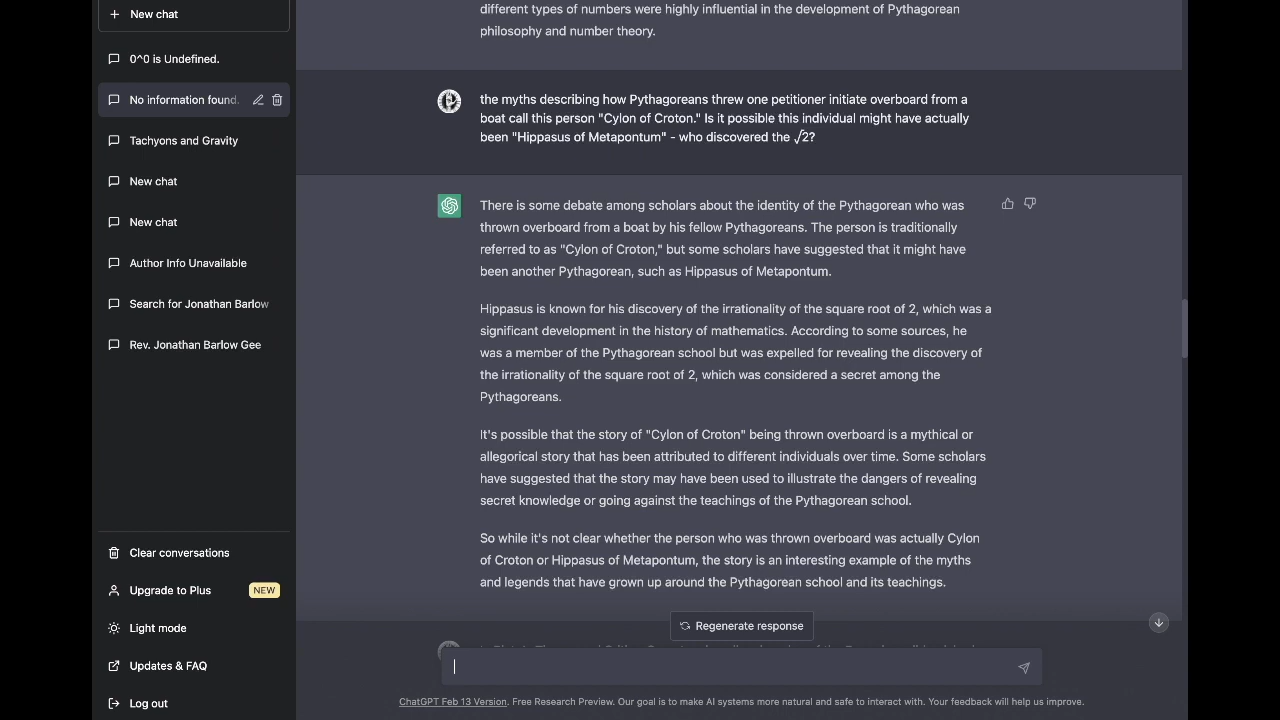 New chat
0^0 is Undefined.
No information found.
Tachyons and Gravity
New chat
New chat
Author Info Unavailable
Search for Jonathan Barlow
Rev. Jonathan Barlow Gee
Clear conversations
Upgrade to Plus NEW
Light mode
Updates & FAQ
Log out
different types of numbers were highly influential in the development of Pythagorean
philosophy and number theory.
the myths describing how Pythagoreans threw one petitioner initiate overboard from a
boat call this person "Cylon of Croton." Is it possible this individual might have actually
been "Hippasus of Metapontum" - who discovered the √2?
There is some debate among scholars about the identity of the Pythagorean who was
thrown overboard from a boat by his fellow Pythagoreans. The person is traditionally
referred to as "Cylon of Croton," but some scholars have suggested that it might have
been another Pythagorean, such as Hippasus of Metapontum.
Hippasus is known for his discovery of the irrationality of the square root of 2, which was a
significant development in the history of mathematics. According to some sources, he
was a member of the Pythagorean school but was expelled for revealing the discovery of
the irrationality of the square root of 2, which was considered a secret among the
Pythagoreans.
It's possible that the story of "Cylon of Croton" being thrown overboard is a mythical or
allegorical story that has been attributed to different individuals over time. Some scholars
have suggested that the story may have been used to illustrate the dangers of revealing
secret knowledge or going against the teachings of the Pythagorean school.
So while it's not clear whether the person who was thrown overboard was actually Cylon
of Croton or Hippasus of Metapontum, the story is an interesting example of the myths
and legends that have grown up around the Pythagorean school and its teachings.
Regenerate response
ChatGPT Feb 13 Version. Free Research Preview. Our goal is to make AI systems more natural and safe to interact with. Your feedback will help us improve.